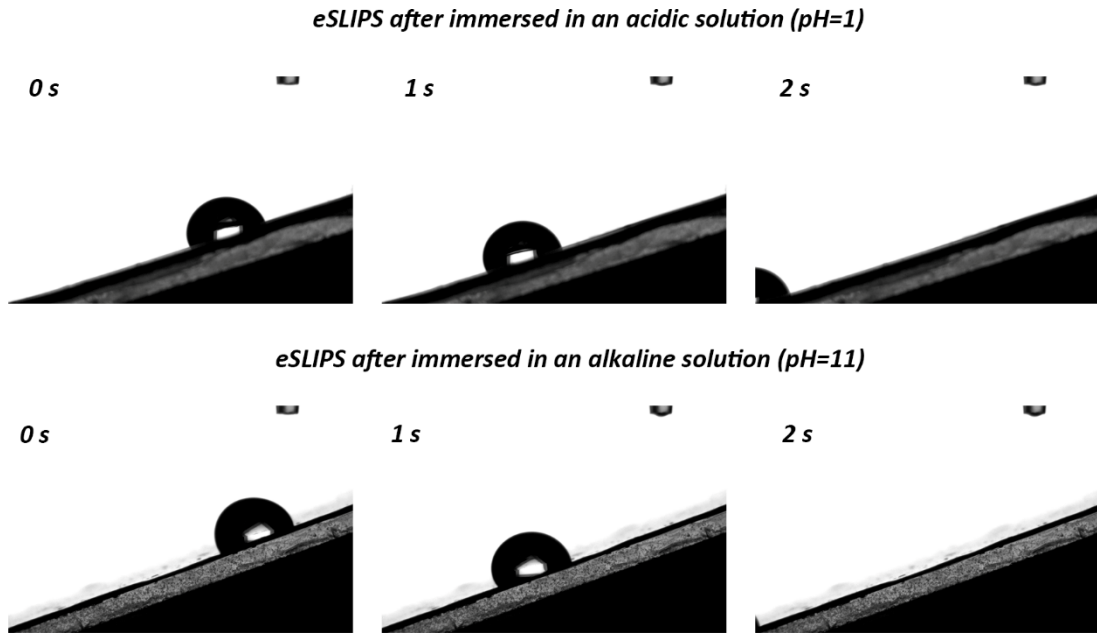 eSLIPS after immersed in an acidic solution (pH=1)
0 s
1 s
2 s
eSLIPS after immersed in an alkaline solution (pH=11)
0 s
1 s
2 s